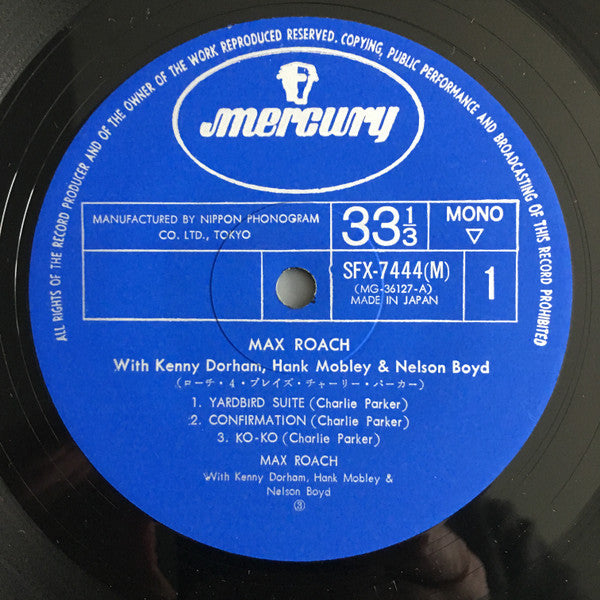 ALL RIGHTS OF THE RECORD PRODUCER AND OF THE OWNER OF THE WORK REPRODUCED RESERVED. COPYING, PUBLIC PERFORMANCE AND BROADCASTING OF THIS RECORD PROHIBITED
mercury
MANUFACTURED BY NIPPON PHONOGRAM
CO. LTD., TOKYO
33 1/3
MONO
▽
SFX-7444(M)
(MG-36127-A)
MADE IN JAPAN
1
MAX ROACH
With Kenny Dorham, Hank Mobley & Nelson Boyd
(ローチ・4・プレイズ・チャーリー・パーカー)
1. YARDBIRD SUITE (Charlie Parker)
2. CONFIRMATION (Charlie Parker)
3. KO-KO (Charlie Parker)
MAX ROACH
With Kenny Dorham, Hank Mobley &
Nelson Boyd
③